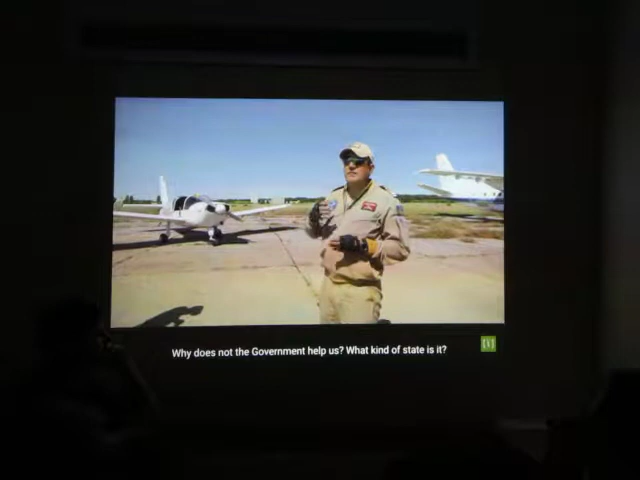 Why does not the Government help us? What kind of state is it?